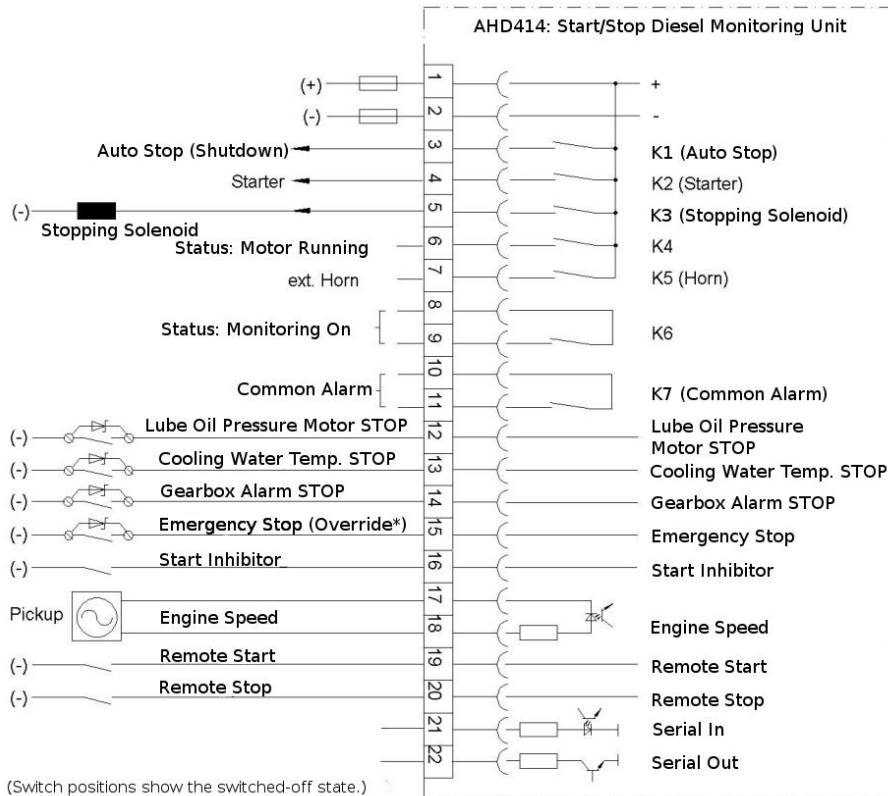 AHD414: Start/Stop Diesel Monitoring Unit
(+) 1 +
(-) 2 -
Auto Stop (Shutdown) 3 K1 (Auto Stop)
Starter 4 K2 (Starter)
(-) 5 K3 (Stopping Solenoid)
Stopping Solenoid
Status: Motor Running 6 K4
ext. Horn 7 K5 (Horn)
8
Status: Monitoring On K6
9
10
Common Alarm K7 (Common Alarm)
11
(-) Lube Oil Pressure Motor STOP 12 Lube Oil Pressure
Motor STOP
(-) Cooling Water Temp. STOP 13 Cooling Water Temp. STOP
(-) Gearbox Alarm STOP 14 Gearbox Alarm STOP
(-) Emergency Stop (Override*) 15 Emergency Stop
(-) Start Inhibitor 16 Start Inhibitor
17
Pickup Engine Speed Engine Speed
18
(-) Remote Start 19 Remote Start
(-) Remote Stop 20 Remote Stop
21 Serial In
22 Serial Out
(Switch positions show the switched-off state.)